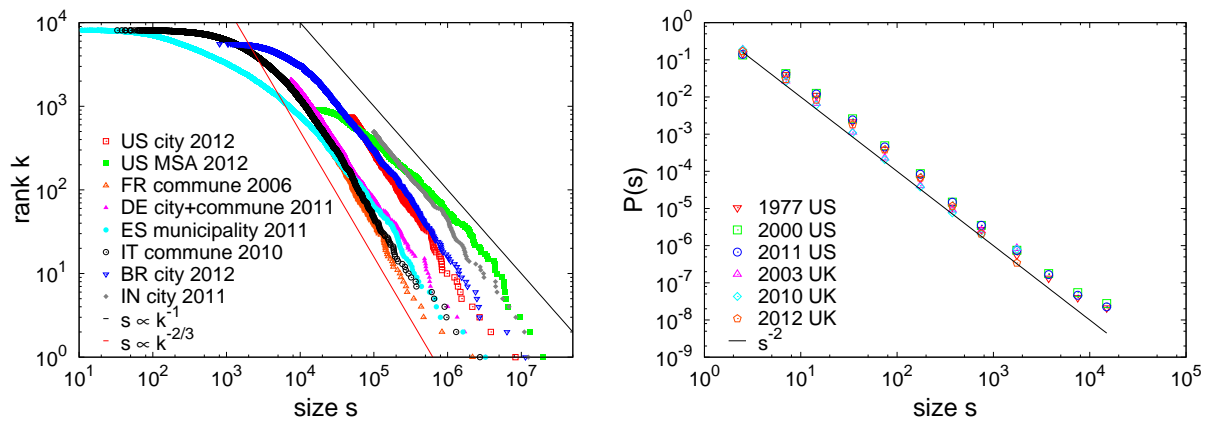 10^4
10^3
10^2
10^1
10^0
rank k
US city 2012
US MSA 2012
FR commune 2006
DE city+commune 2011
ES municipality 2011
IT commune 2010
BR city 2012
IN city 2011
s ∝ k^-1
s ∝ k^-2/3
10^1 10^2 10^3 10^4 10^5 10^6 10^7
size s
10^0
10^-1
10^-2
10^-3
10^-4
10^-5
10^-6
10^-7
10^-8
10^-9
P(s)
1977 US
2000 US
2011 US
2003 UK
2010 UK
2012 UK
s^-2
10^0 10^1 10^2 10^3 10^4 10^5
size s